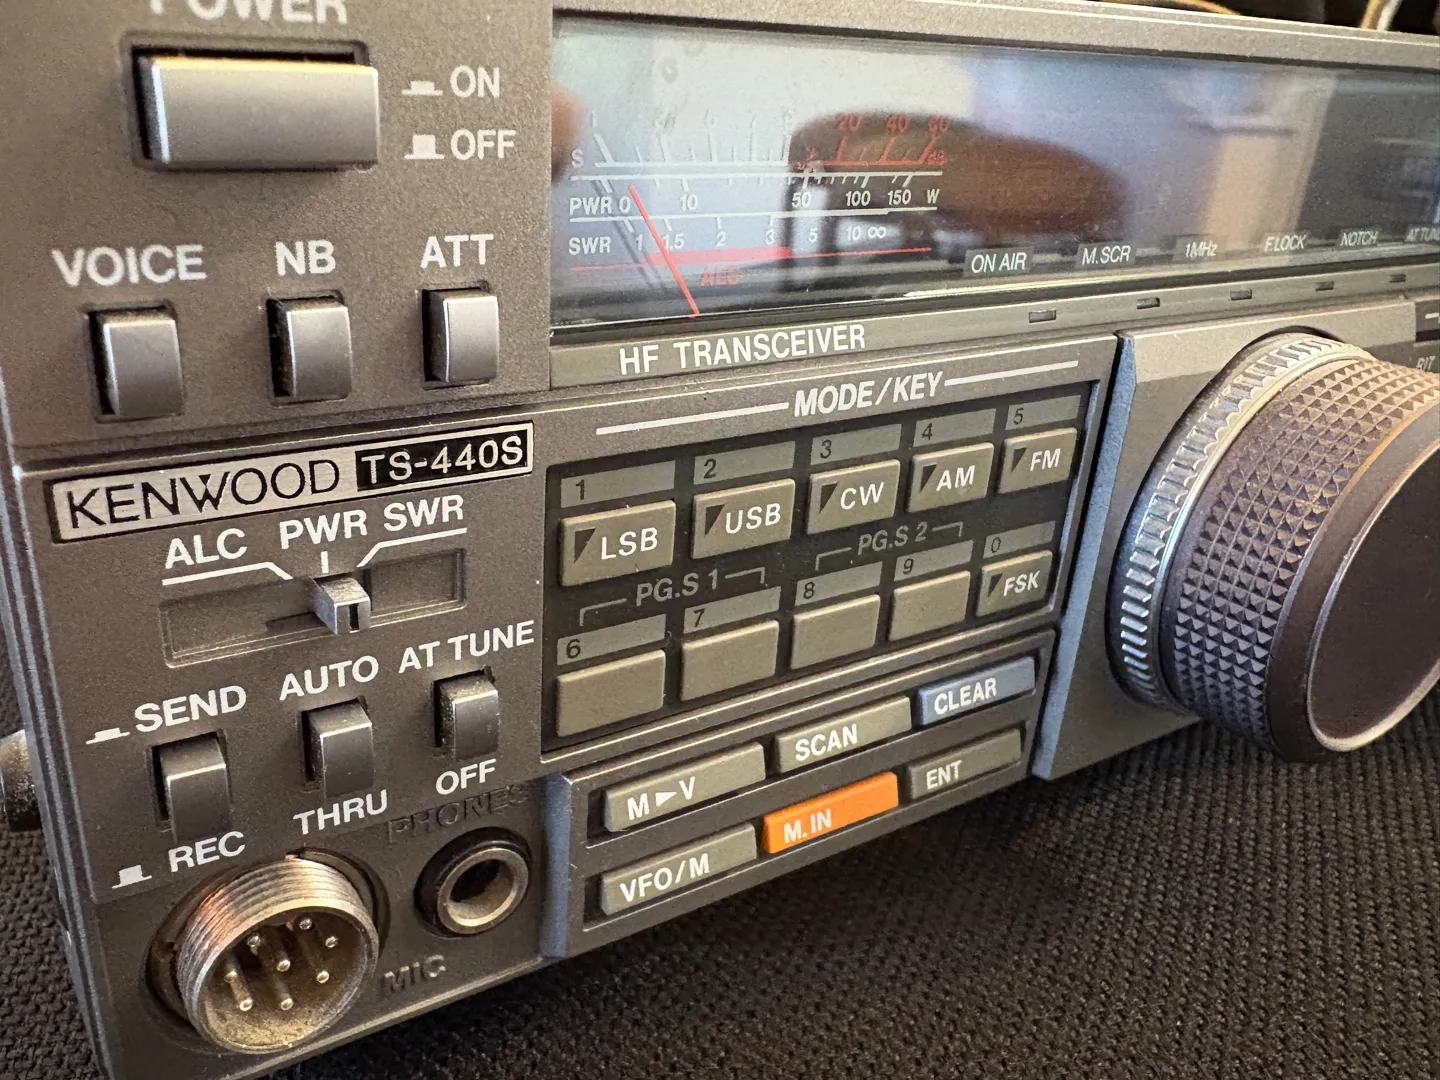 POWER
ON
OFF
VOICE NB ATT
KENWOOD TS-440S
ALC PWR SWR
SEND AUTO AT TUNE
REC THRU OFF
PHONES
MIC
S 20 40 60
PWR 0 10 50 100 150 W
SWR 1 1.5 2 3 5 10 ∞
ON AIR M.SCR 1MHz F.LOCK NOTCH AT TUNE
HF TRANSCEIVER
RIT
MODE/KEY
1 2 3 4 5
LSB USB CW AM FM
PG.S 1 PG.S 2
6 7 8 9 0
FSK
M►V SCAN CLEAR
VFO/M M.IN ENT